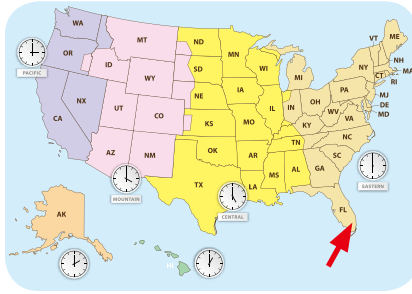 WA
MT
ND
MN
VT
ME
OR
ID
SD
WI
MI
NY
NH
MA
CT
RI
WY
IA
PA
MJ
DE
MD
PACIFIC
NX
UT
NE
IL
IN
OH
WV
VA
CA
CO
KS
MO
KY
NC
AZ
NM
OK
AR
TN
SC
MS
AL
GA
MOUNTAIN
TX
LA
EASTERN
CENTRAL
FL
AK